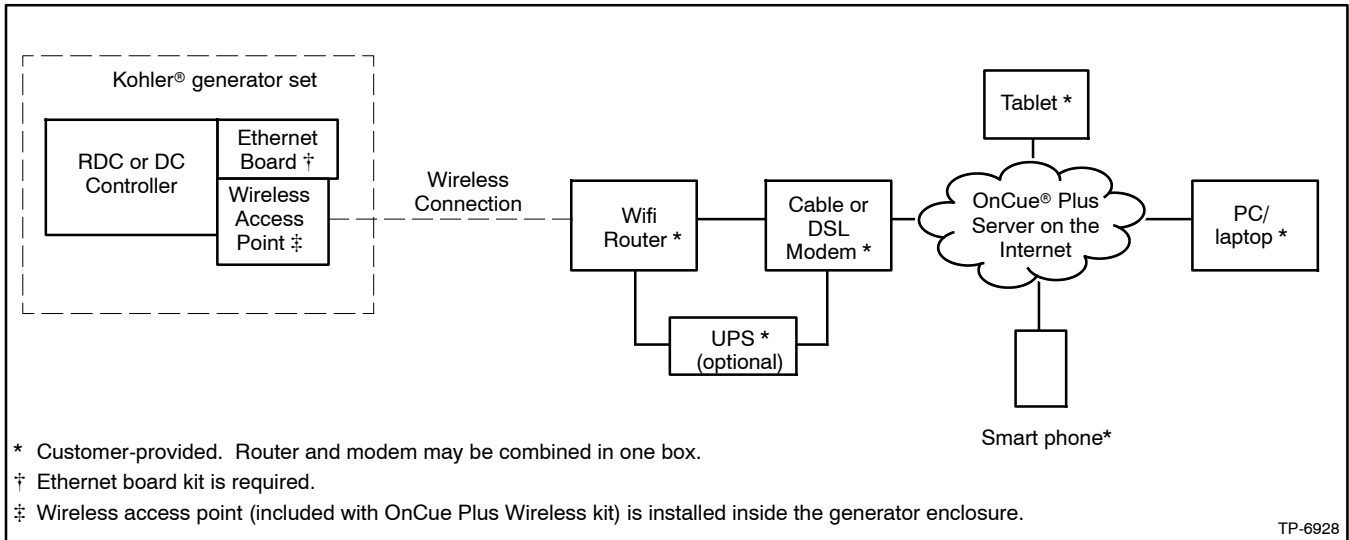 Kohler® generator set
RDC or DC
Controller
Ethernet
Board †
Wireless
Access
Point ‡
Wireless
Connection
Wifi
Router *
Cable or
DSL
Modem *
UPS *
(optional)
Tablet *
OnCue® Plus
Server on the
Internet
PC/
laptop *
Smart phone*
* Customer-provided. Router and modem may be combined in one box.
† Ethernet board kit is required.
‡ Wireless access point (included with OnCue Plus Wireless kit) is installed inside the generator enclosure.
TP-6928